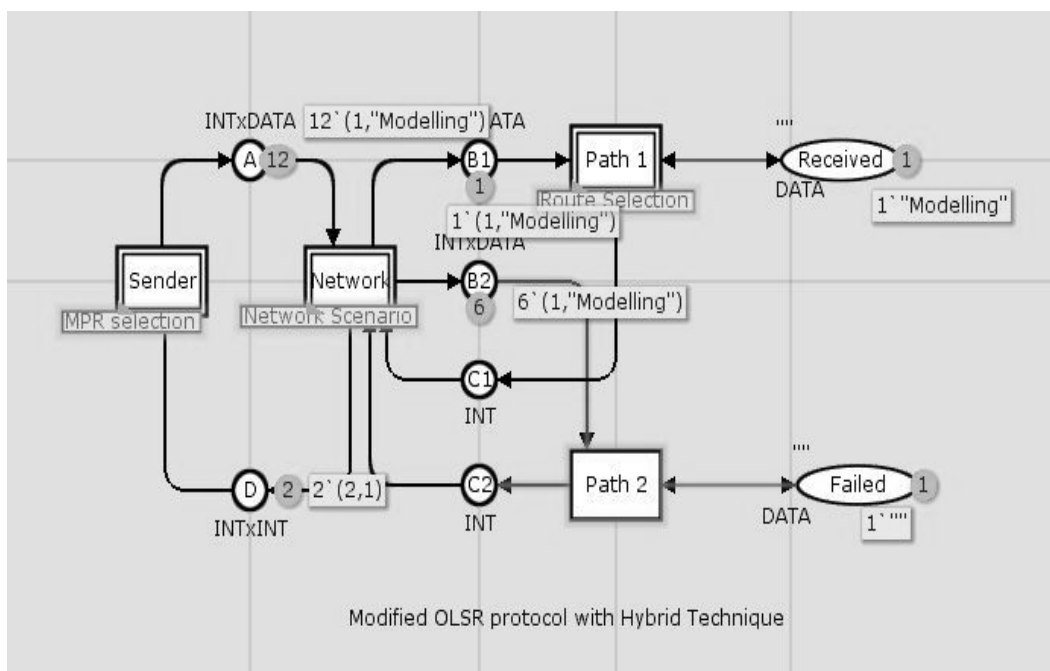 INTxDATA
12`(1,"Modelling")
ATA
""
A
12
B1
1
Path 1
Received
1
Route Selection
DATA
1`"Modelling"
1`(1,"Modelling")
INTxDATA
Sender
Network
B2
6
6`(1,"Modelling")
MPR selection
Network Scenario
C1
INT
""
D
2
2`(2,1)
C2
Path 2
Failed
1
INTxINT
INT
DATA
1`""
Modified OLSR protocol with Hybrid Technique